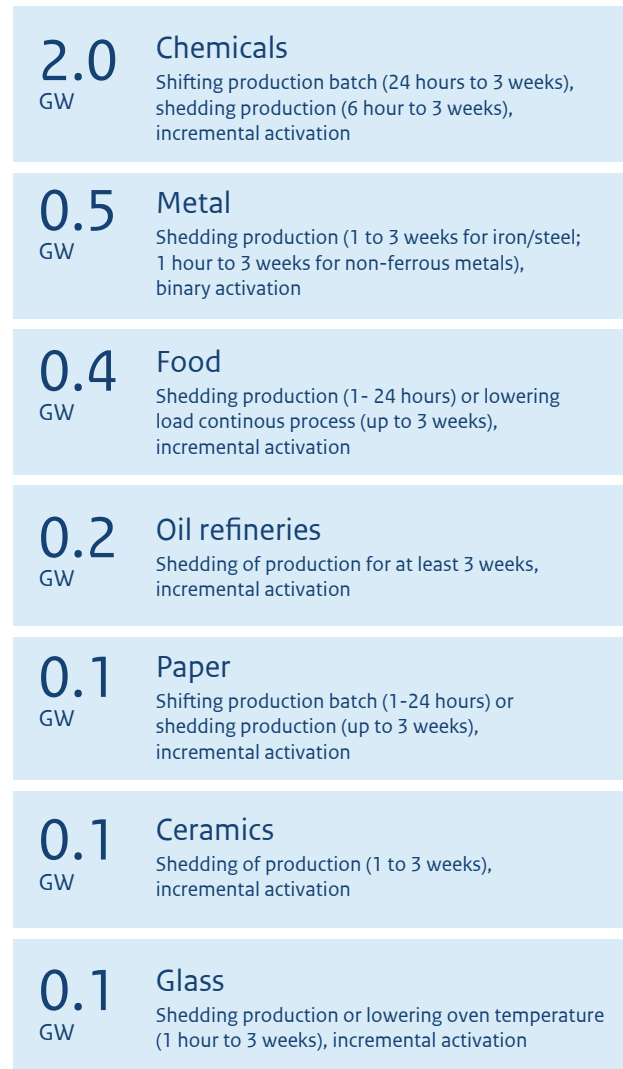 2.0
GW
Chemicals
Shifting production batch (24 hours to 3 weeks),
shedding production (6 hour to 3 weeks),
incremental activation
0.5
GW
Metal
Shedding production (1 to 3 weeks for iron/steel;
1 hour to 3 weeks for non-ferrous metals),
binary activation
0.4
GW
Food
Shedding production (1- 24 hours) or lowering
load continous process (up to 3 weeks),
incremental activation
0.2
GW
Oil refineries
Shedding of production for at least 3 weeks,
incremental activation
0.1
GW
Paper
Shifting production batch (1-24 hours) or
shedding production (up to 3 weeks),
incremental activation
0.1
GW
Ceramics
Shedding of production (1 to 3 weeks),
incremental activation
0.1
GW
Glass
Shedding production or lowering oven temperature
(1 hour to 3 weeks), incremental activation